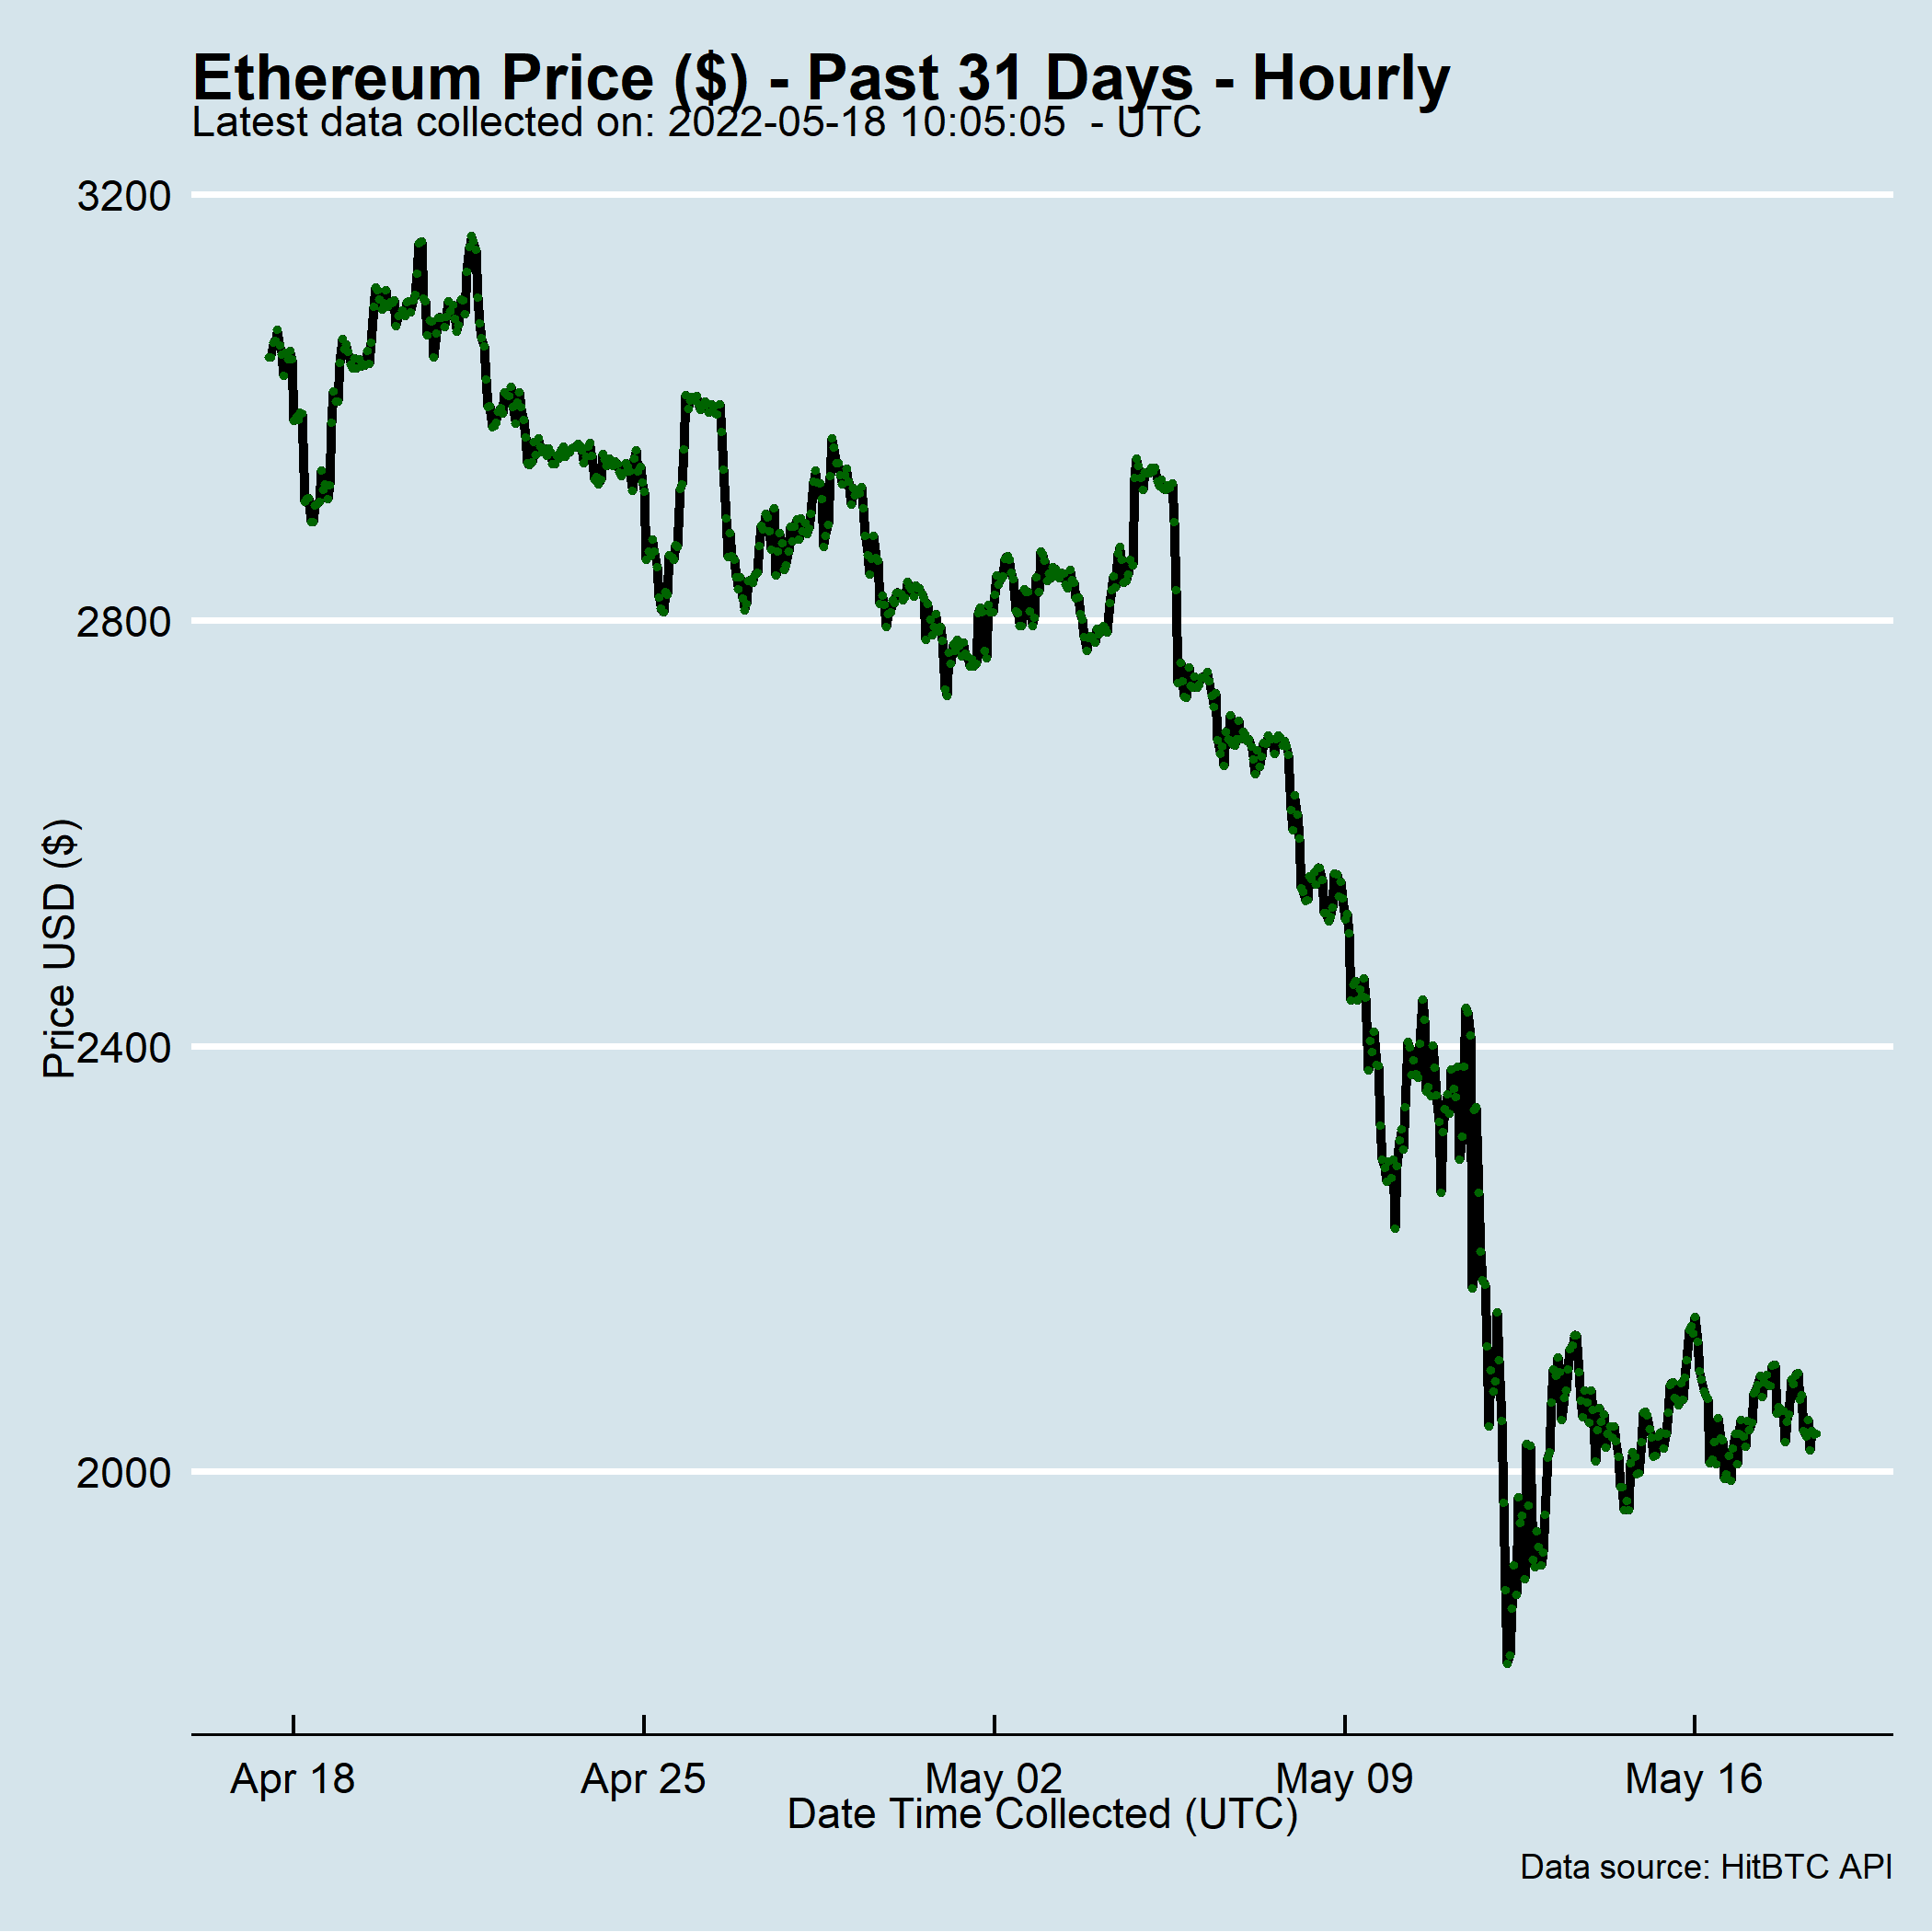 Ethereum Price ($) - Past 31 Days - Hourly
Latest data collected on: 2022-05-18 10:05:05  - UTC
3200
2800
2400
2000
Price USD ($)
Apr 18
Apr 25
May 02
May 09
May 16
Date Time Collected (UTC)
Data source: HitBTC API